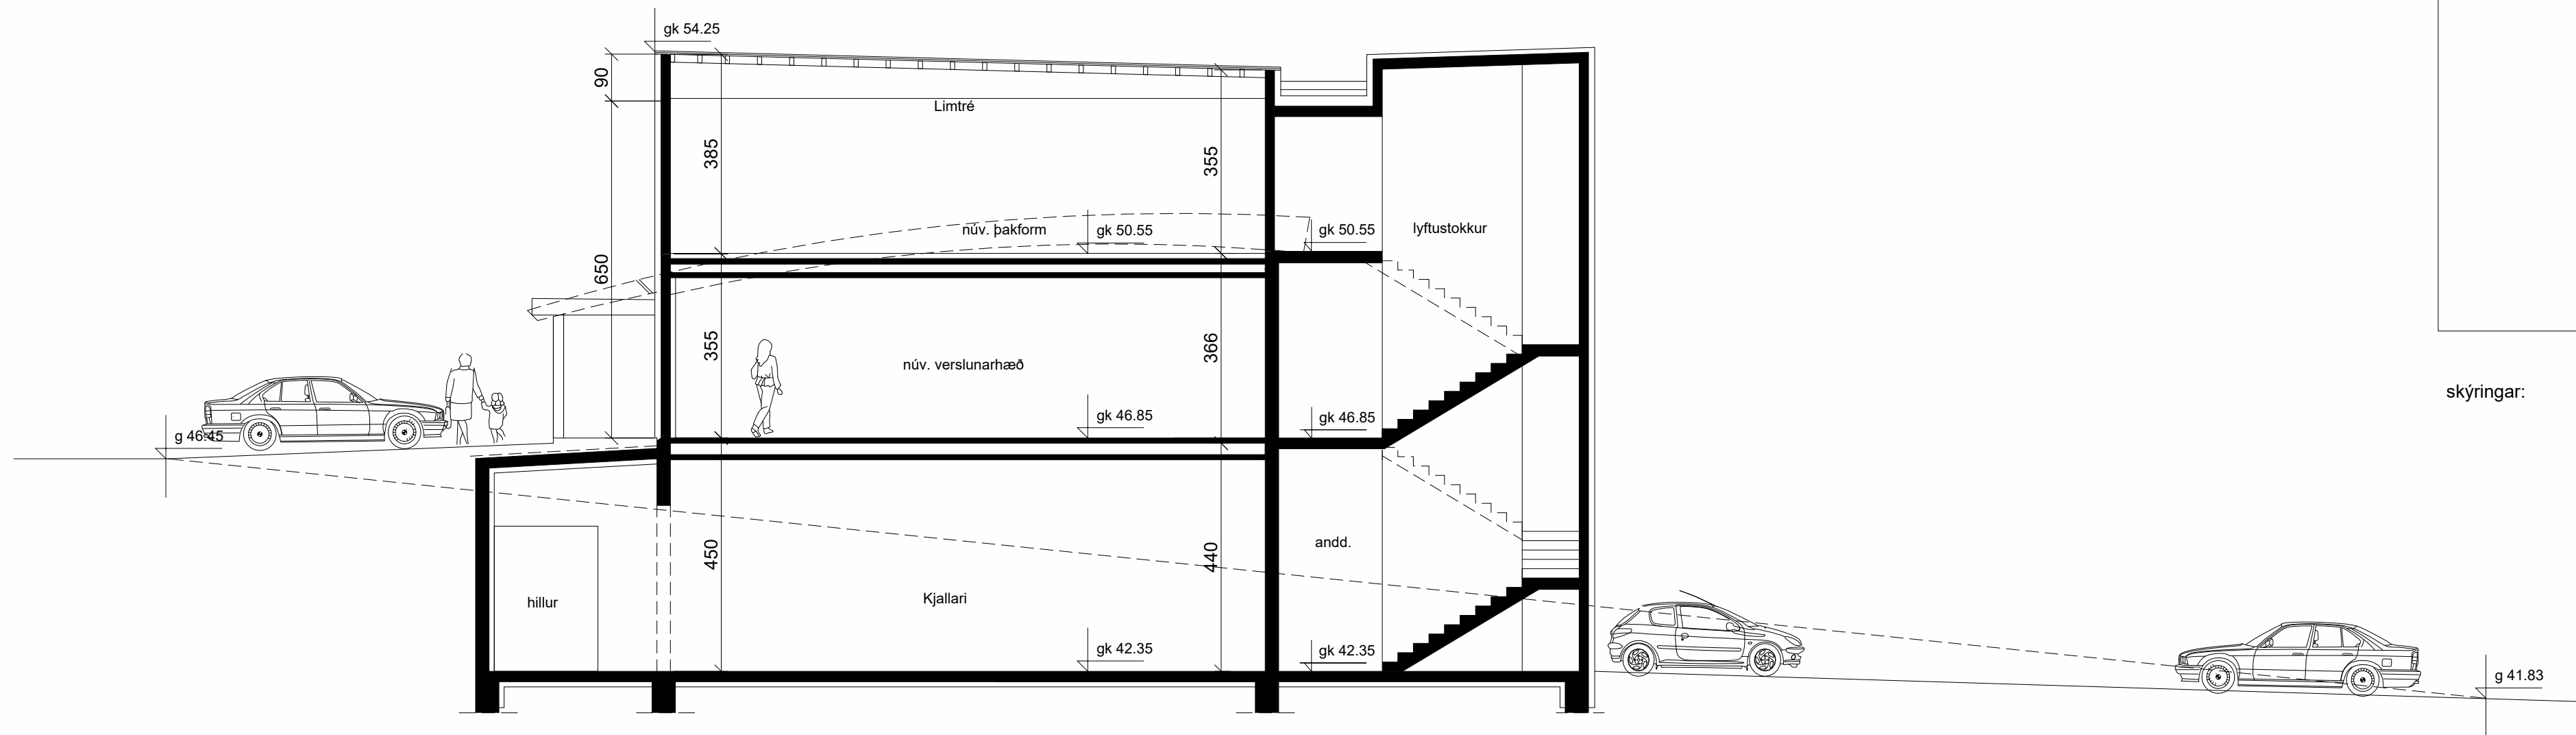 gk 54.25
90
Limtré
385
355
núv. þakform
gk 50.55
gk 50.55
lyftustokkur
650
355
366
núv. verslunarhæð
skýringar:
gk 46.85
gk 46.85
g 46.45
andd.
450
440
hillur
Kjallari
gk 42.35
gk 42.35
g 41.83